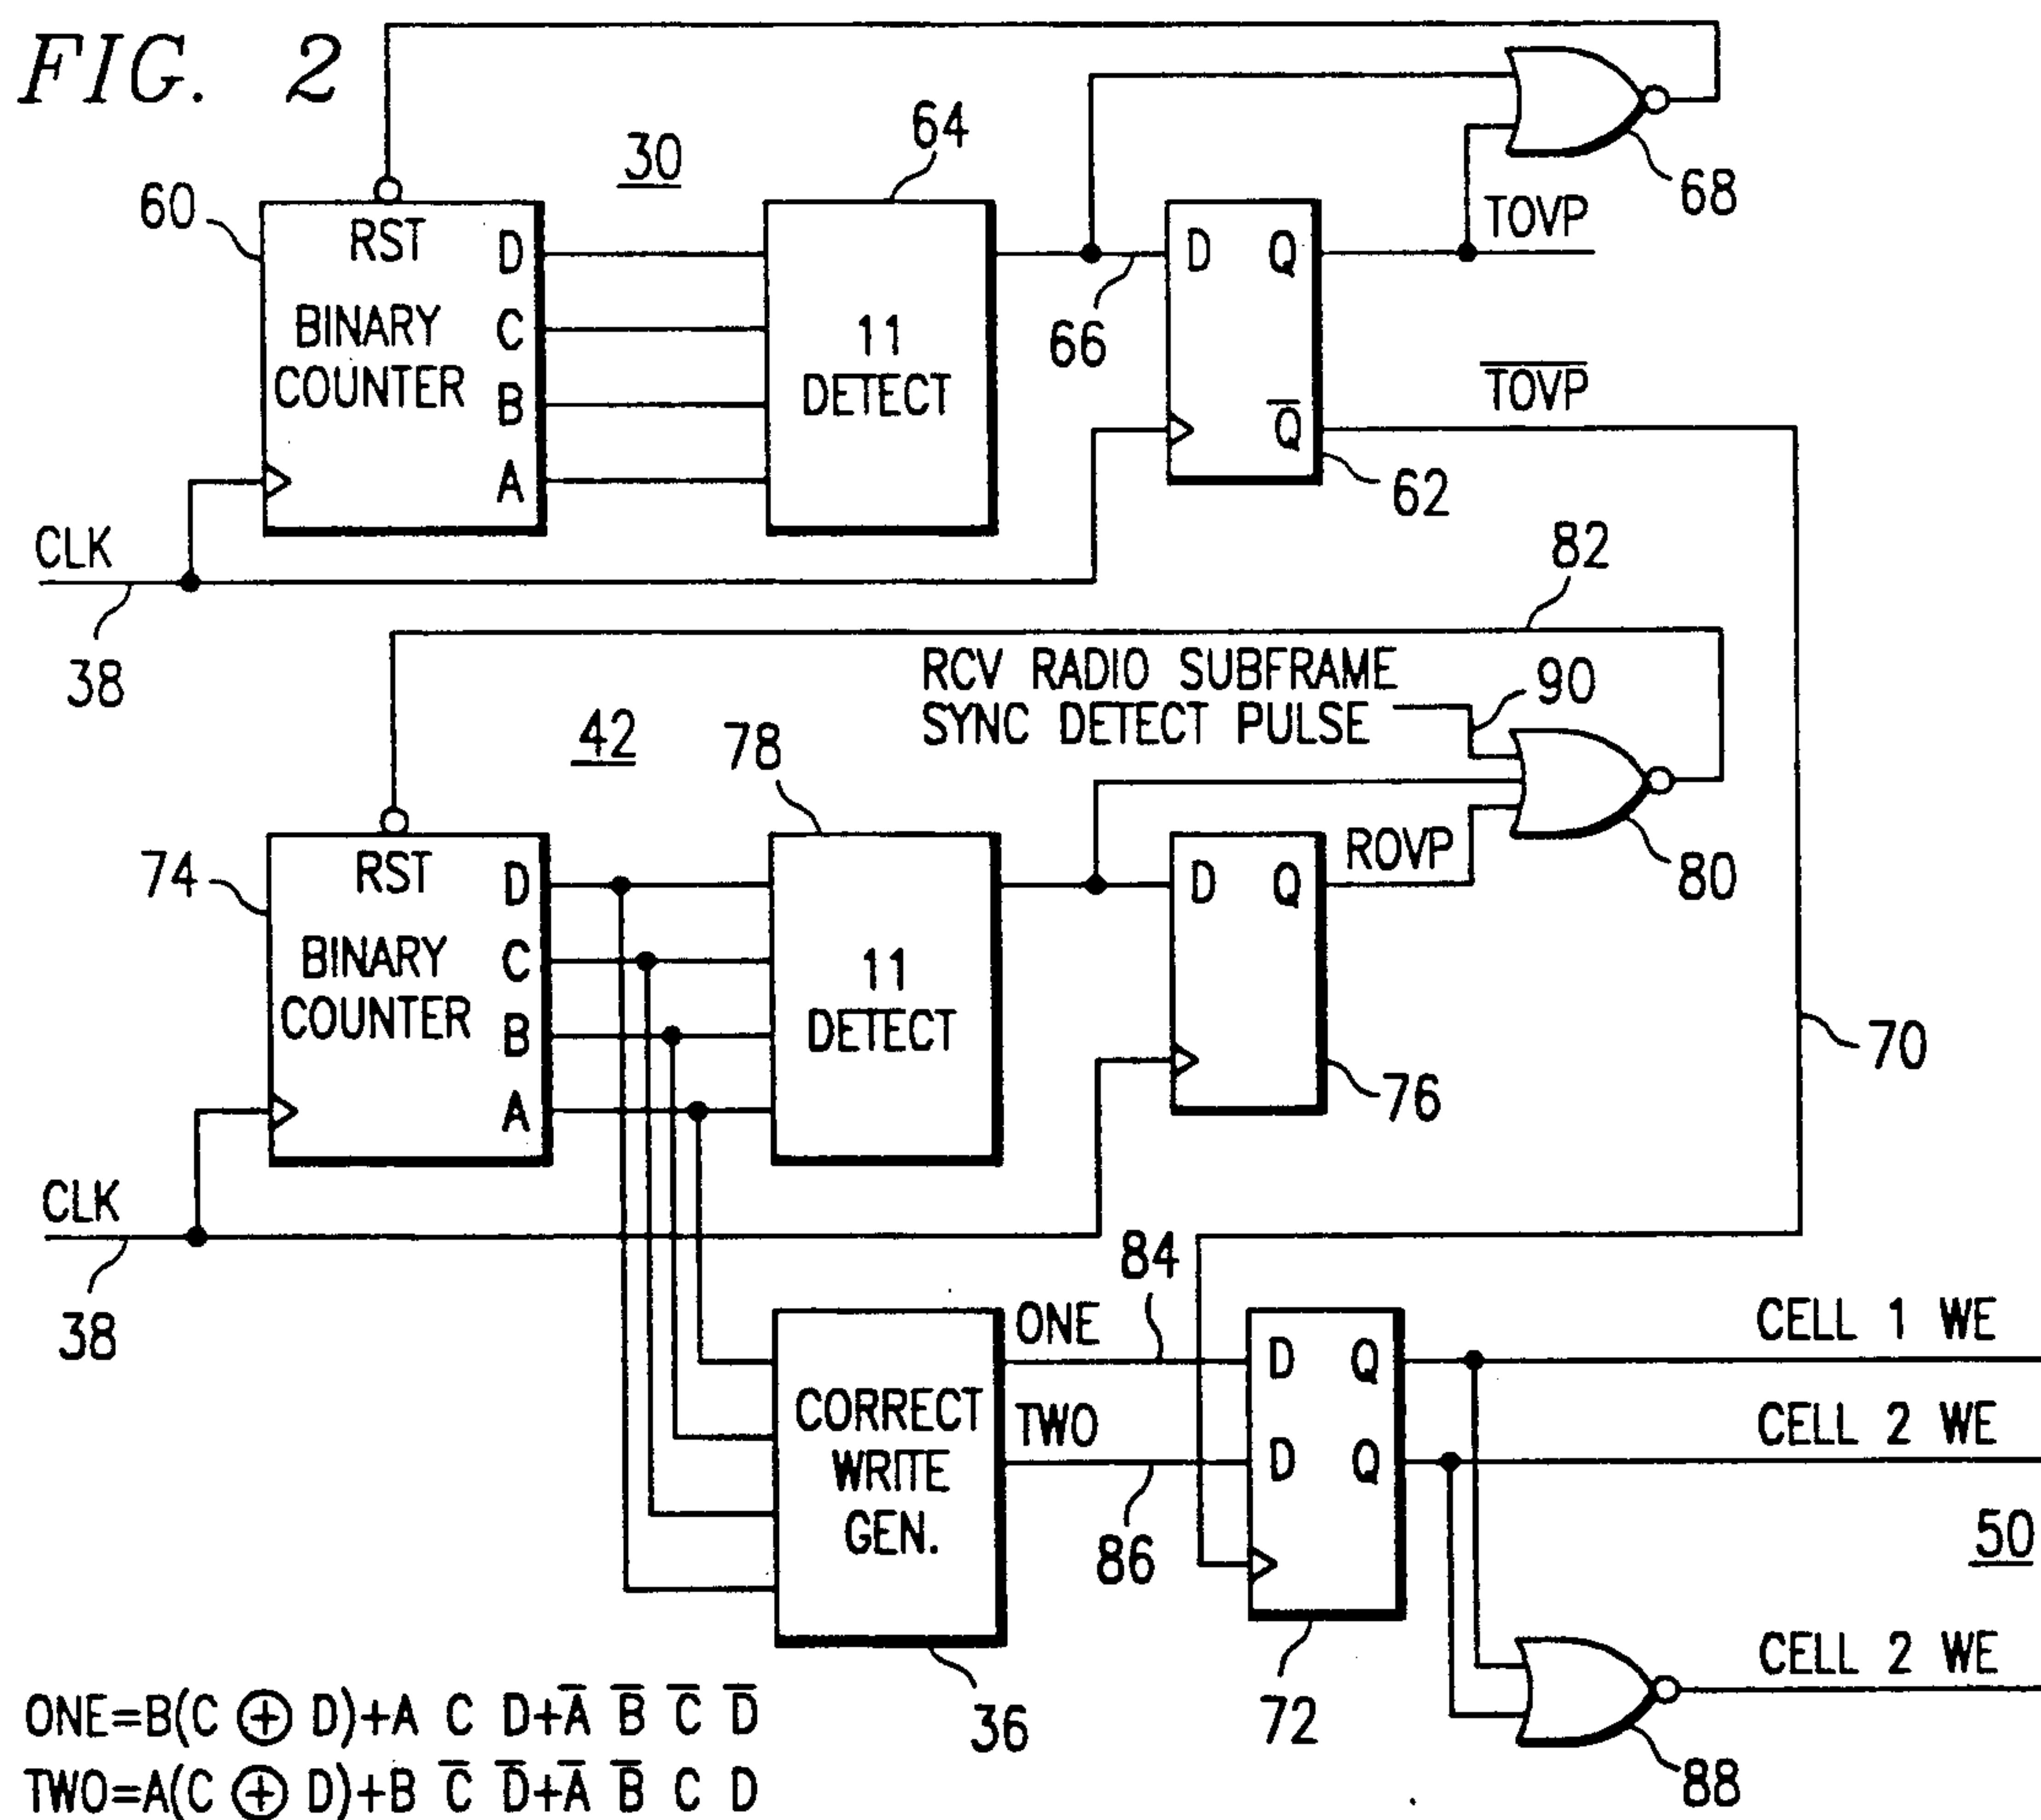 FIG. 2
64
30
60
68
RST
D
C
B
A
BINARY
COUNTER
11
DETECT
66
D Q
Q̅
TOVP
T̅O̅V̅P̅
62
CLK
38
82
RCV RADIO SUBFRAME
SYNC DETECT PULSE
90
42
78
74
RST
D
C
B
A
BINARY
COUNTER
11
DETECT
D Q
ROVP
80
76
70
CLK
38
84
ONE
TWO
86
CORRECT
WRITE
GEN.
36
D Q
D Q
72
CELL 1 WE
CELL 2 WE
50
CELL 2 WE
88
ONE=B(C ⊕ D)+A C D+A̅ B̅ C̅ D̅
TWO=A(C ⊕ D)+B C̅ D̅+A̅ B̅ C D